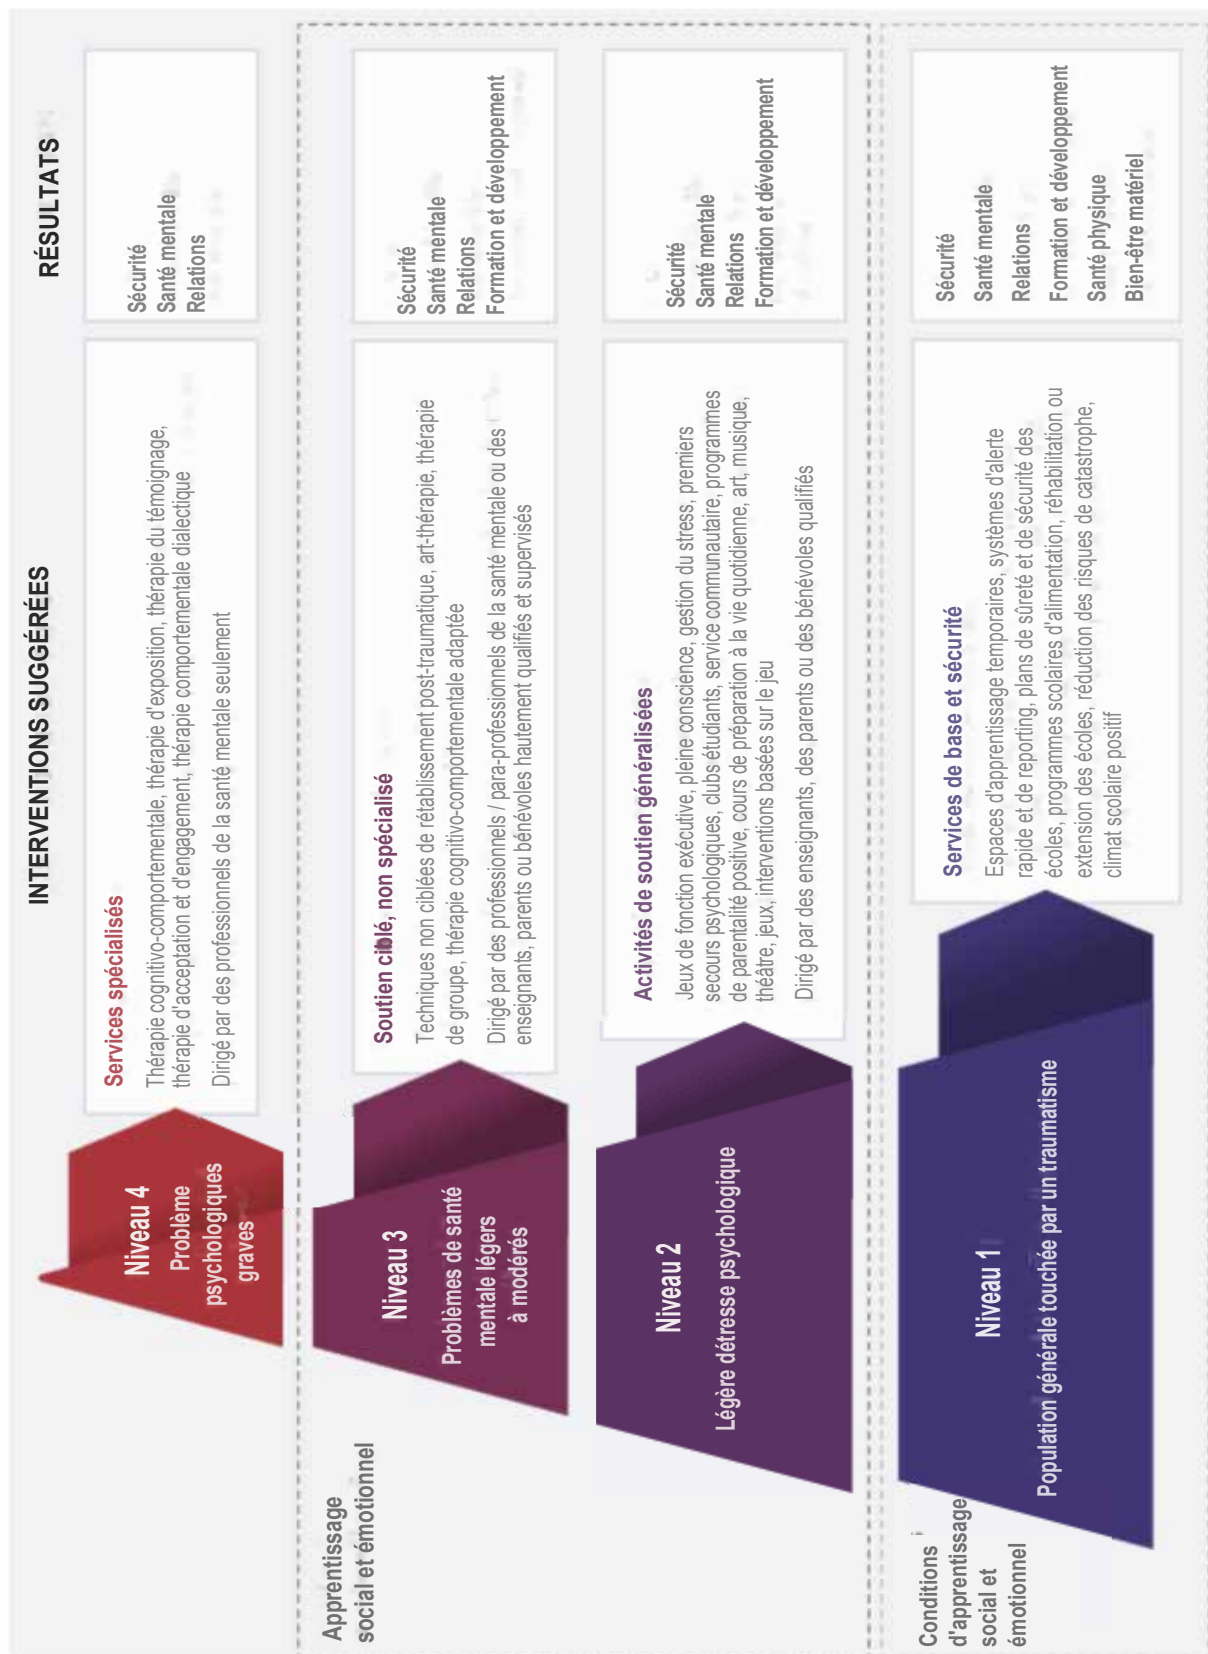 INTERVENTIONS SUGGÉRÉES
RÉSULTATS
Niveau 4
Problème
psychologiques
graves
Services spécialisés
Thérapie cognitivo-comportementale, thérapie d'exposition, thérapie du témoignage,
thérapie d'acceptation et d'engagement, thérapie comportementale dialectique
Dirigé par des professionnels de la santé mentale seulement
Sécurité
Santé mentale
Relations
Apprentissage
social et émotionnel
Niveau 3
Problèmes de santé
mentale légers
à modérés
Soutien ciblé, non spécialisé
Techniques non ciblées de rétablissement post-traumatique, art-thérapie, thérapie
de groupe, thérapie cognitivo-comportementale adaptée
Dirigé par des professionnels / para-professionnels de la santé mentale ou des
enseignants, parents ou bénévoles hautement qualifiés et supervisés
Sécurité
Santé mentale
Relations
Formation et développement
Niveau 2
Légère détresse psychologique
Activités de soutien généralisées
Jeux de fonction exécutive, pleine conscience, gestion du stress, premiers
secours psychologiques, clubs étudiants, service communautaire, programmes
de parentalité positive, cours de préparation à la vie quotidienne, art, musique,
théâtre, jeux, interventions basées sur le jeu
Dirigé par des enseignants, des parents ou des bénévoles qualifiés
Sécurité
Santé mentale
Relations
Formation et développement
Conditions
d'apprentissage
social et
émotionnel
Niveau 1
Population générale touchée par un traumatisme
Services de base et sécurité
Espaces d'apprentissage temporaires, systèmes d'alerte
rapide et de reporting, plans de sûreté et de sécurité des
écoles, programmes scolaires d'alimentation, réhabilitation ou
extension des écoles, réduction des risques de catastrophe,
climat scolaire positif
Sécurité
Santé mentale
Relations
Formation et développement
Santé physique
Bien-être matériel